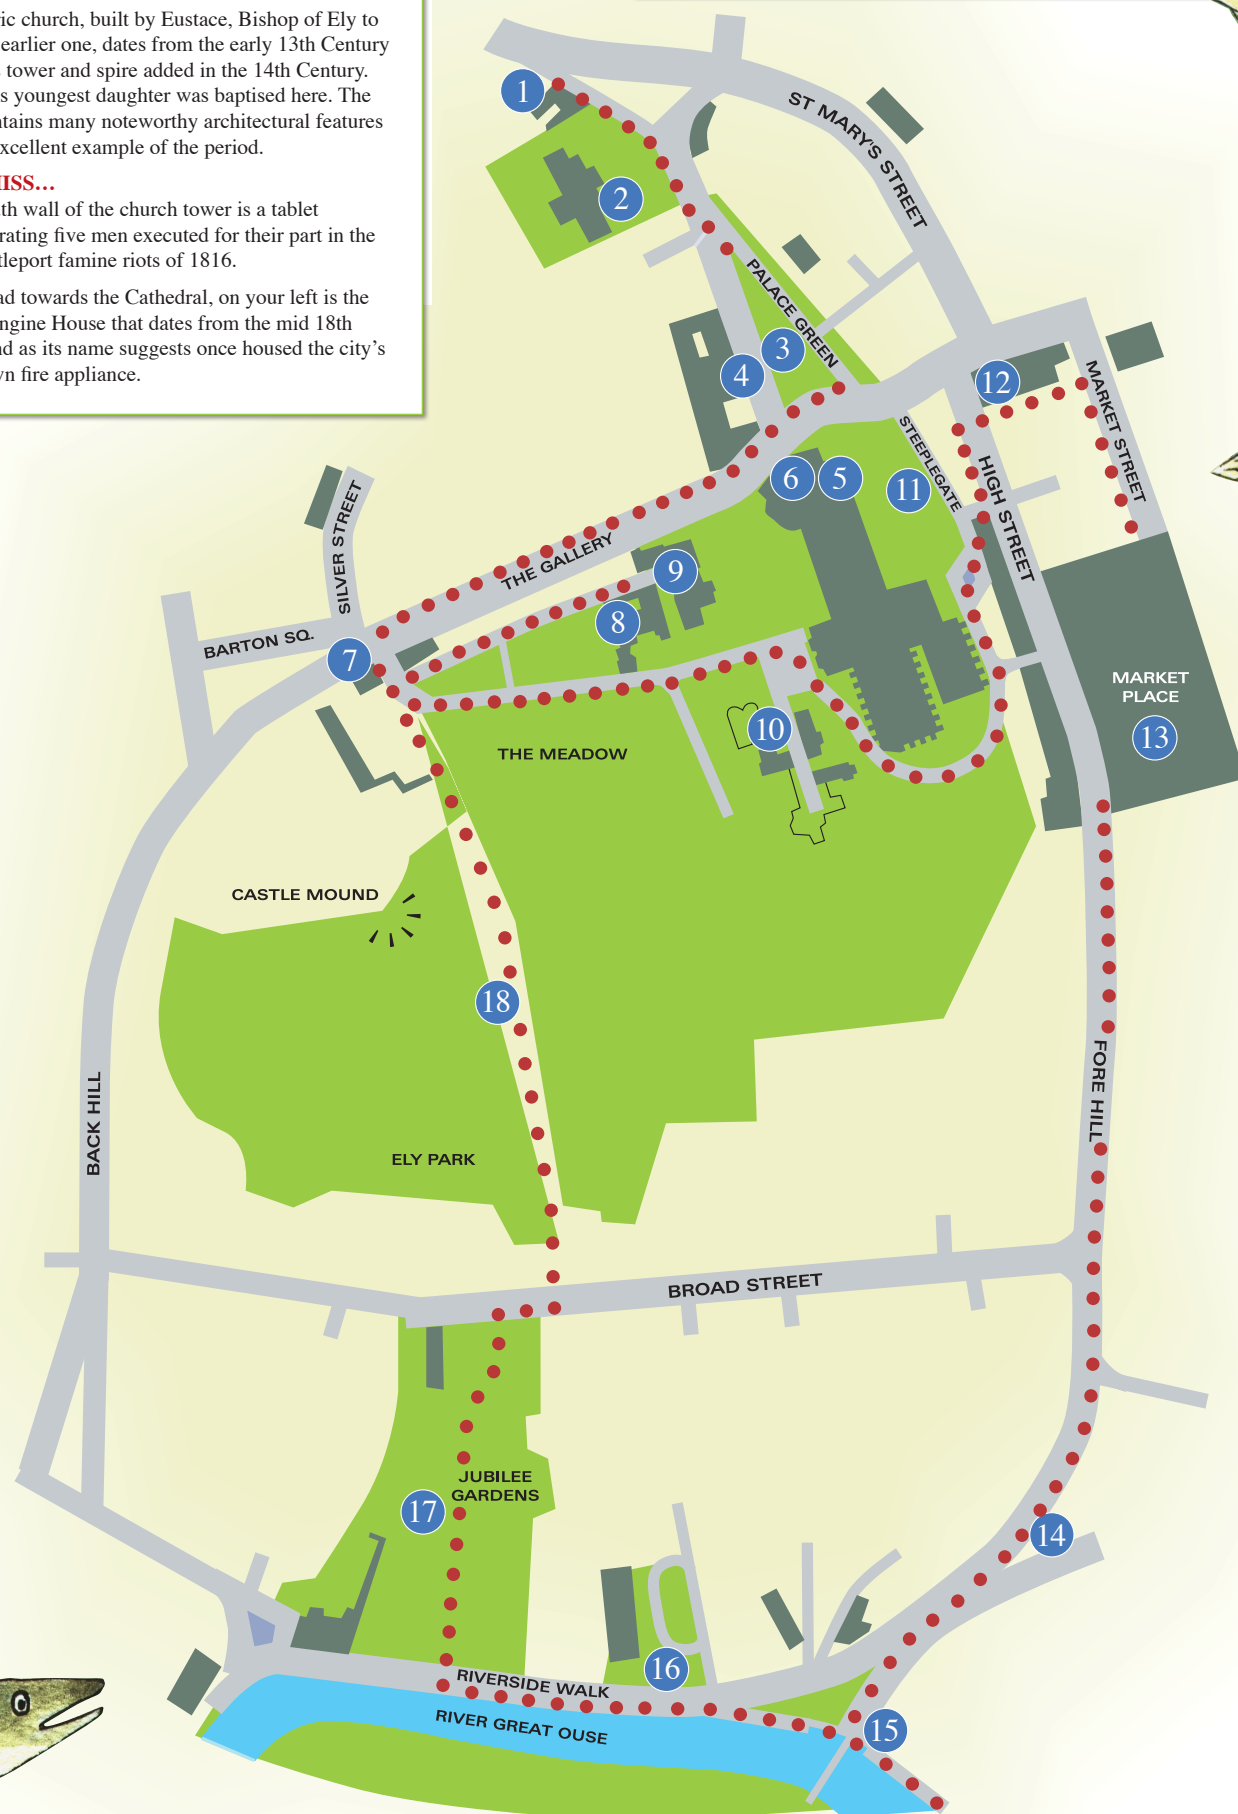 ic church, built by Eustace, Bishop of Ely to
earlier one, dates from the early 13th Century
tower and spire added in the 14th Century.
s youngest daughter was baptised here. The
ntains many noteworthy architectural features
xcellent example of the period.
MISS…
th wall of the church tower is a tablet
rating five men executed for their part in the
tleport famine riots of 1816.
ad towards the Cathedral, on your left is the
ngine House that dates from the mid 18th
nd as its name suggests once housed the city's
wn fire appliance.
1
ST MARY'S STREET
2
PALACE GREEN
3
4
12
MARKET STREET
STEEPLEGATE
6
5
11
HIGH STREET
SILVER STREET
THE GALLERY
9
8
BARTON SQ.
7
MARKET
PLACE
13
10
THE MEADOW
CASTLE MOUND
18
FORE HILL
BACK HILL
ELY PARK
BROAD STREET
JUBILEE
GARDENS
17
14
16
RIVERSIDE WALK
RIVER GREAT OUSE
15